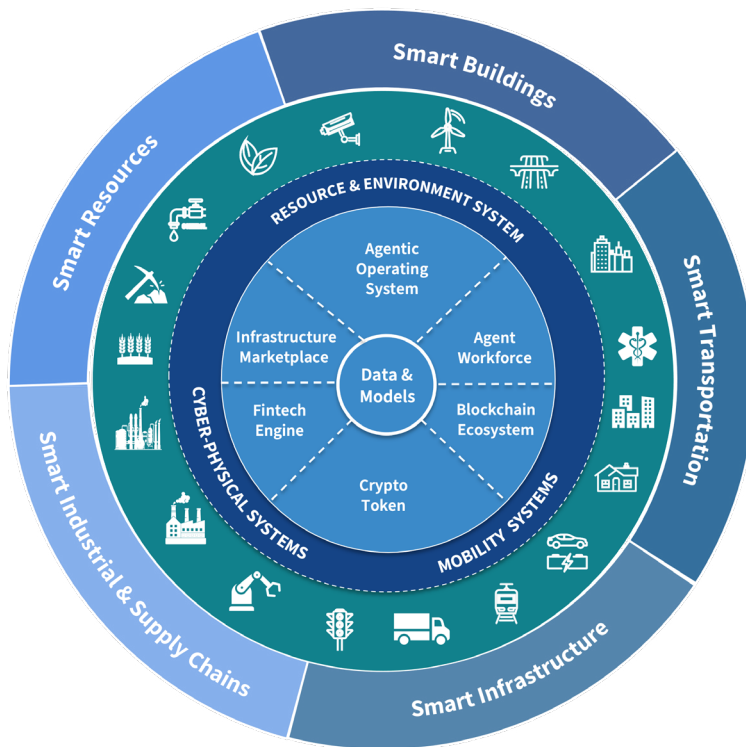 Smart Buildings
Smart Transportation
Smart Infrastructure
Smart Industrial & Supply Chains
Smart Resources
RESOURCE & ENVIRONMENT SYSTEM
MOBILITY SYSTEMS
CYBER-PHYSICAL SYSTEMS
Agentic
Operating
System
Agent
Workforce
Blockchain
Ecosystem
Crypto
Token
Fintech
Engine
Infrastructure
Marketplace
Data &
Models